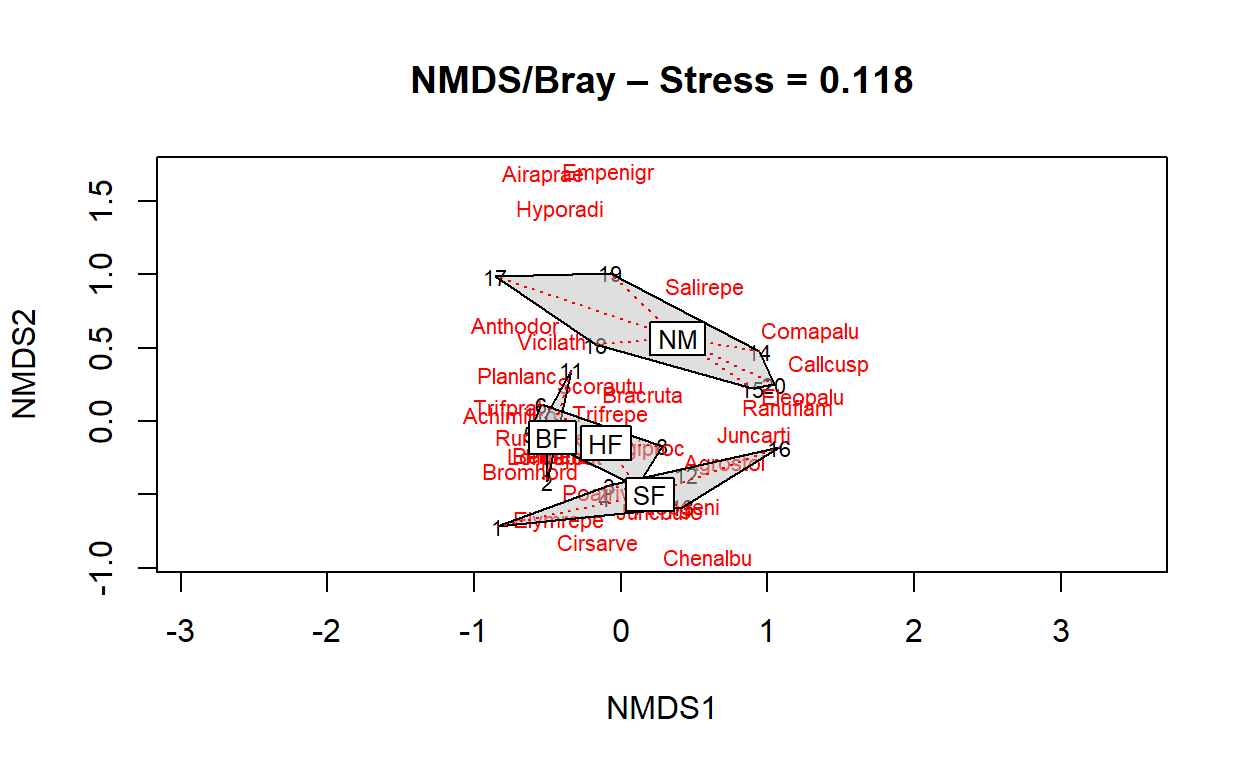 NMDS/Bray – Stress = 0.118
Airaprae Empenigr
Hyporadi
17 19
Salirepe
Anthodor Comapalu
Vicilath 18 NM 14
Callcusp
11
Planlanc Scorautu 15
Bracruta Eleopalu
6 Ranuflam
Trifrepe
BF HF Juncarti
8 16
Agrostol
Bromhord 12
2 3
SF
4
1 Elymrepe
Cirsarve
Chenalbu
NMDS2
1.5
1.0
0.5
0.0
-1.0
-3 -2 -1 0 1 2 3
NMDS1